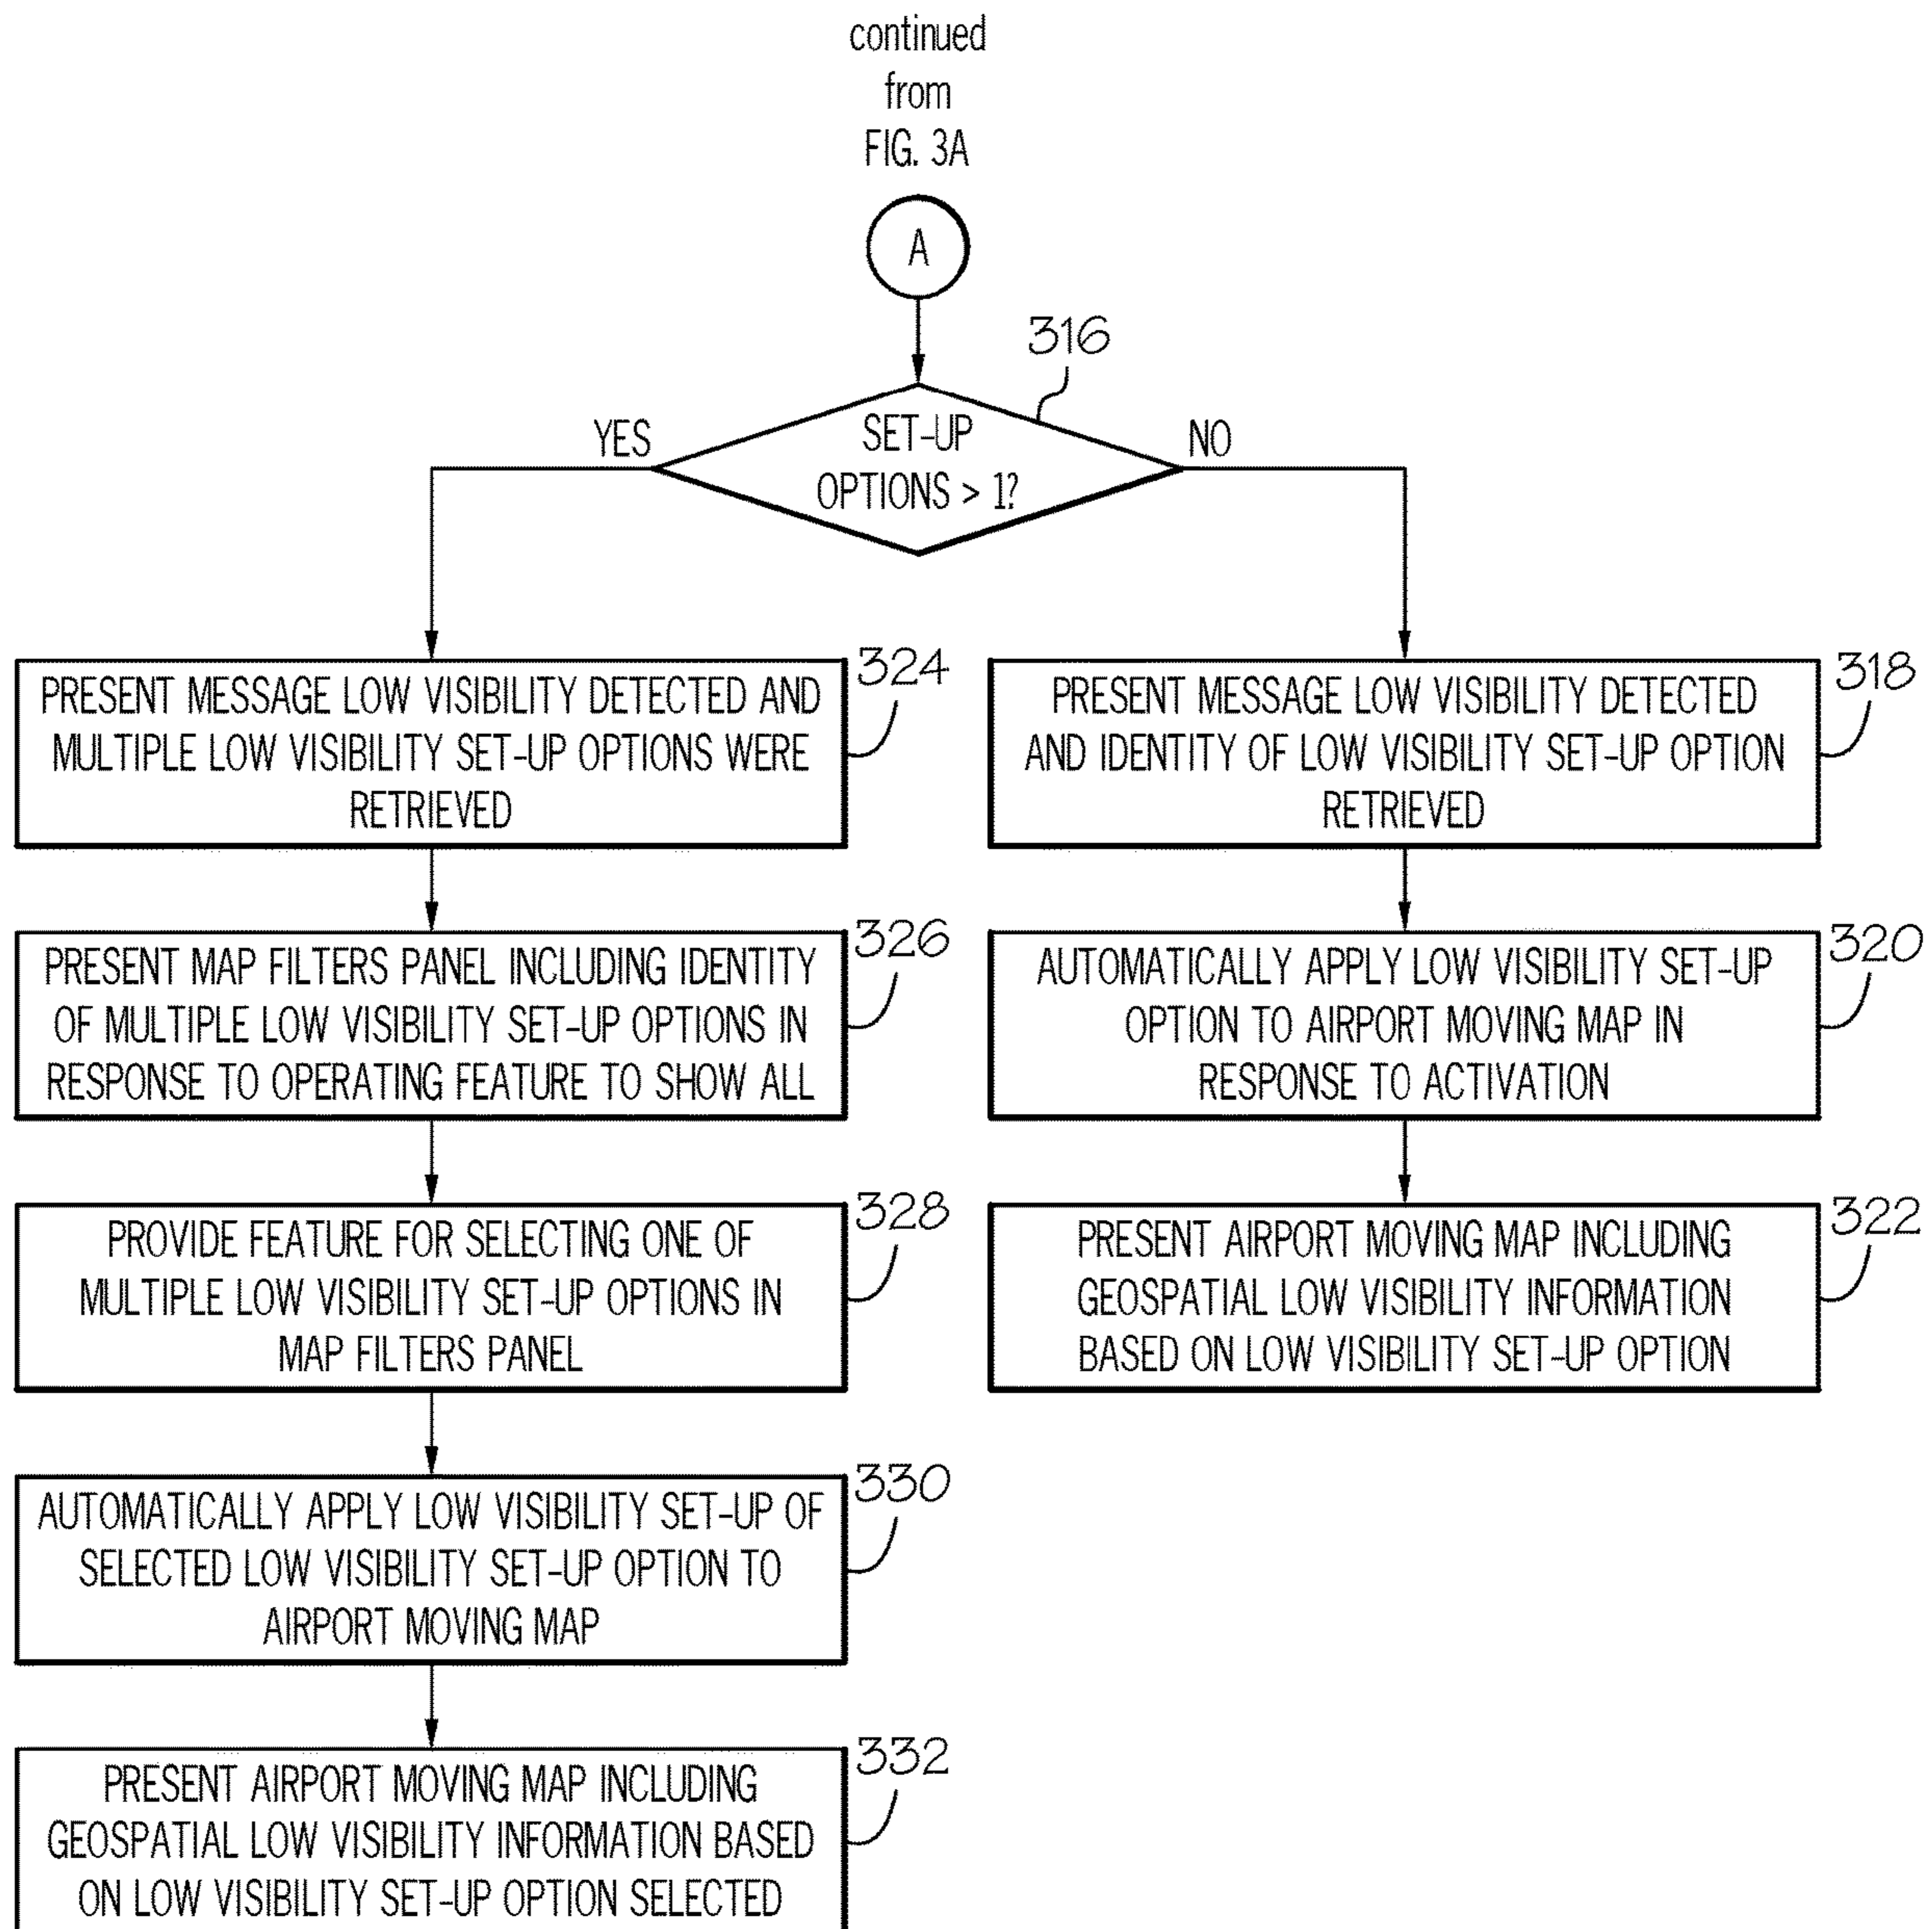 continued
from
FIG. 3A
A
316
SET-UP
OPTIONS > 1?
YES
NO
PRESENT MESSAGE LOW VISIBILITY DETECTED AND
MULTIPLE LOW VISIBILITY SET-UP OPTIONS WERE
RETRIEVED
324
PRESENT MESSAGE LOW VISIBILITY DETECTED
AND IDENTITY OF LOW VISIBILITY SET-UP OPTION
RETRIEVED
318
PRESENT MAP FILTERS PANEL INCLUDING IDENTITY
OF MULTIPLE LOW VISIBILITY SET-UP OPTIONS IN
RESPONSE TO OPERATING FEATURE TO SHOW ALL
326
AUTOMATICALLY APPLY LOW VISIBILITY SET-UP
OPTION TO AIRPORT MOVING MAP IN
RESPONSE TO ACTIVATION
320
PROVIDE FEATURE FOR SELECTING ONE OF
MULTIPLE LOW VISIBILITY SET-UP OPTIONS IN
MAP FILTERS PANEL
328
PRESENT AIRPORT MOVING MAP INCLUDING
GEOSPATIAL LOW VISIBILITY INFORMATION
BASED ON LOW VISIBILITY SET-UP OPTION
322
AUTOMATICALLY APPLY LOW VISIBILITY SET-UP OF
SELECTED LOW VISIBILITY SET-UP OPTION TO
AIRPORT MOVING MAP
330
PRESENT AIRPORT MOVING MAP INCLUDING
GEOSPATIAL LOW VISIBILITY INFORMATION BASED
ON LOW VISIBILITY SET-UP OPTION SELECTED
332